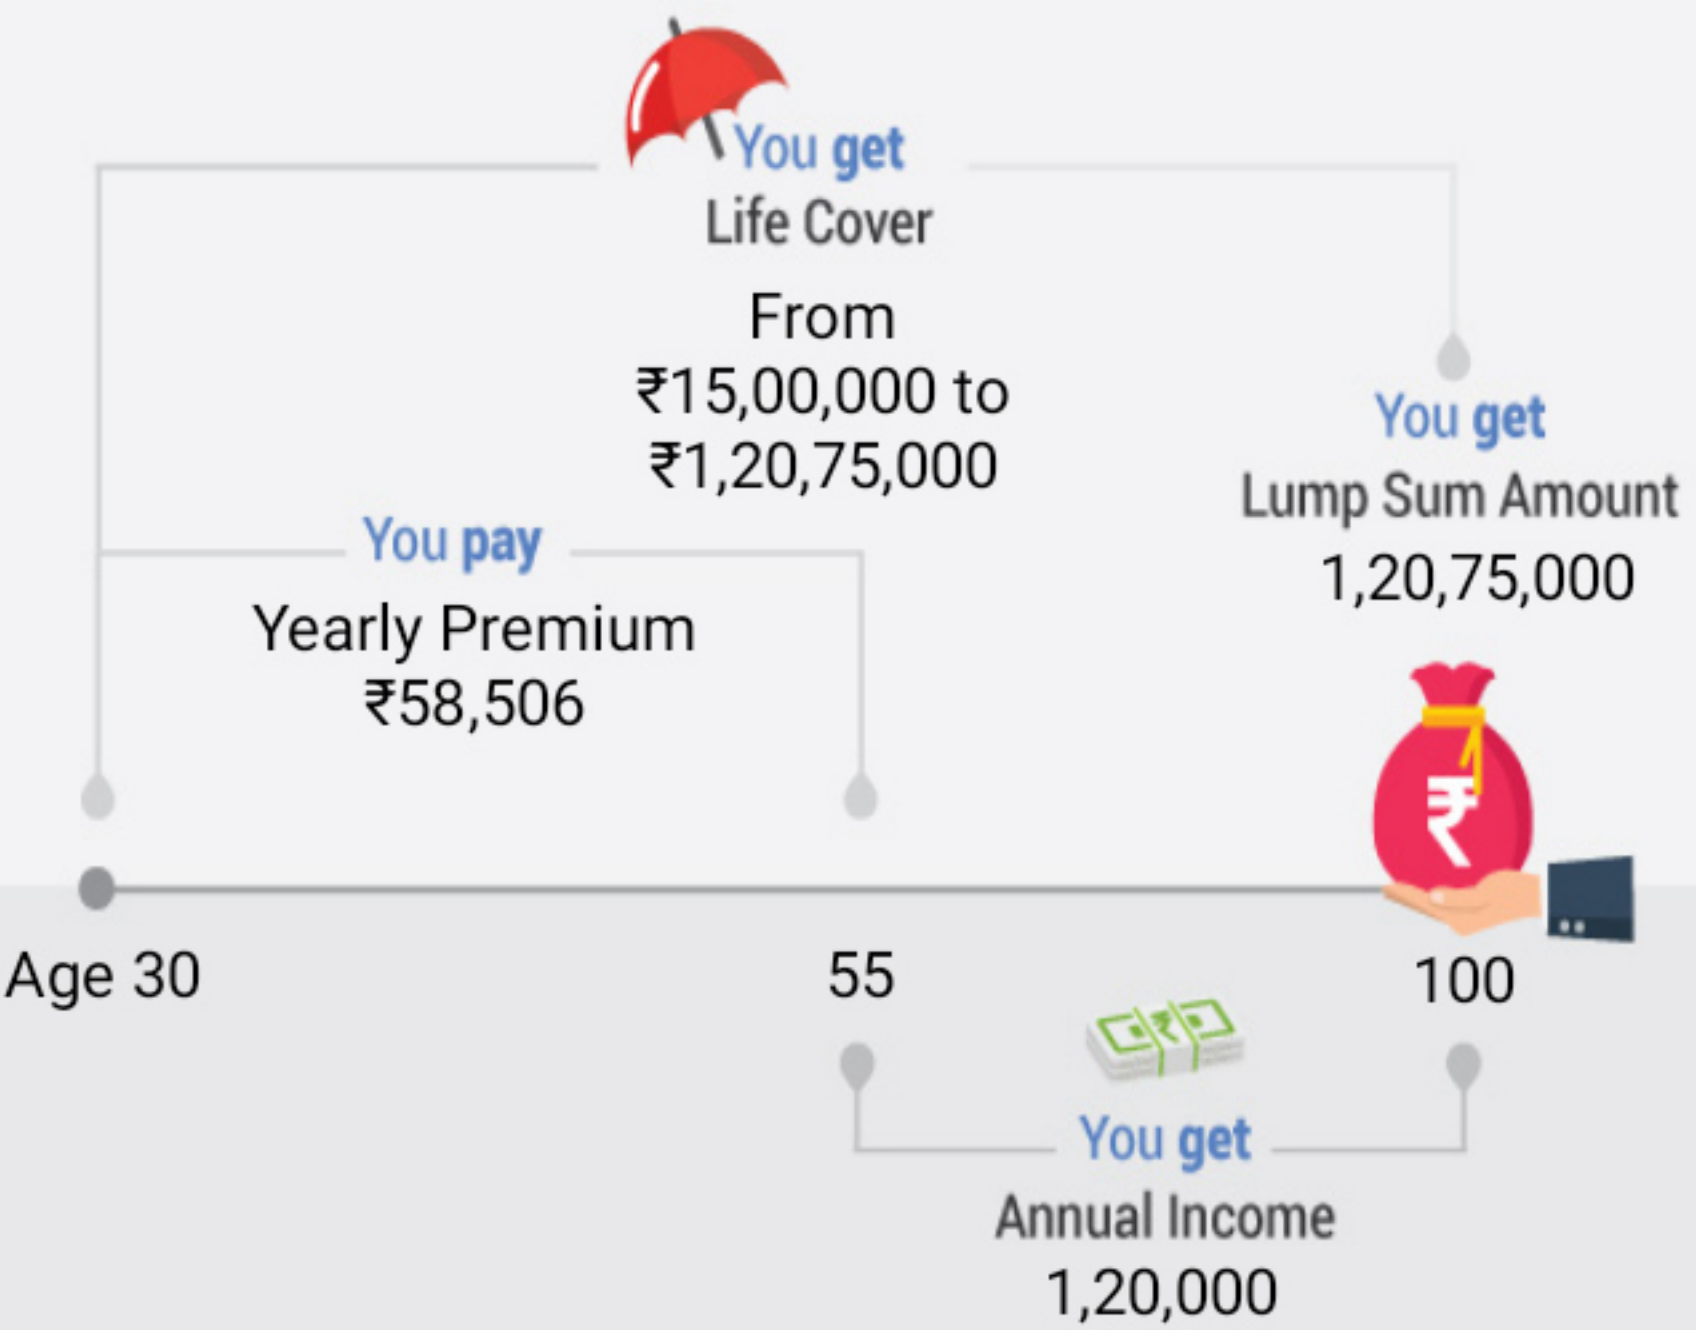 You get
Life Cover
From
₹15,00,000 to
₹1,20,75,000
You get
Lump Sum Amount
1,20,75,000
You pay
Yearly Premium
₹58,506
₹
Age 30
55
100
₹
You get
Annual Income
1,20,000